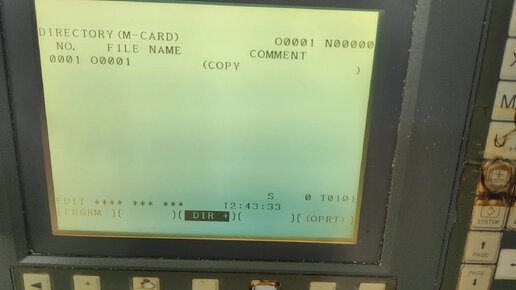 DIRECTORY(M-CARD) O0001 N00000
NO. FILE NAME COMMENT
0001 O0001 (COPY )
S 0 T0101
EDIT **** *** *** 12:43:33
[PRGRM ][ ][ DIR + ][ ][(OPRT)]
SYSTEM
PAGE
PAGE